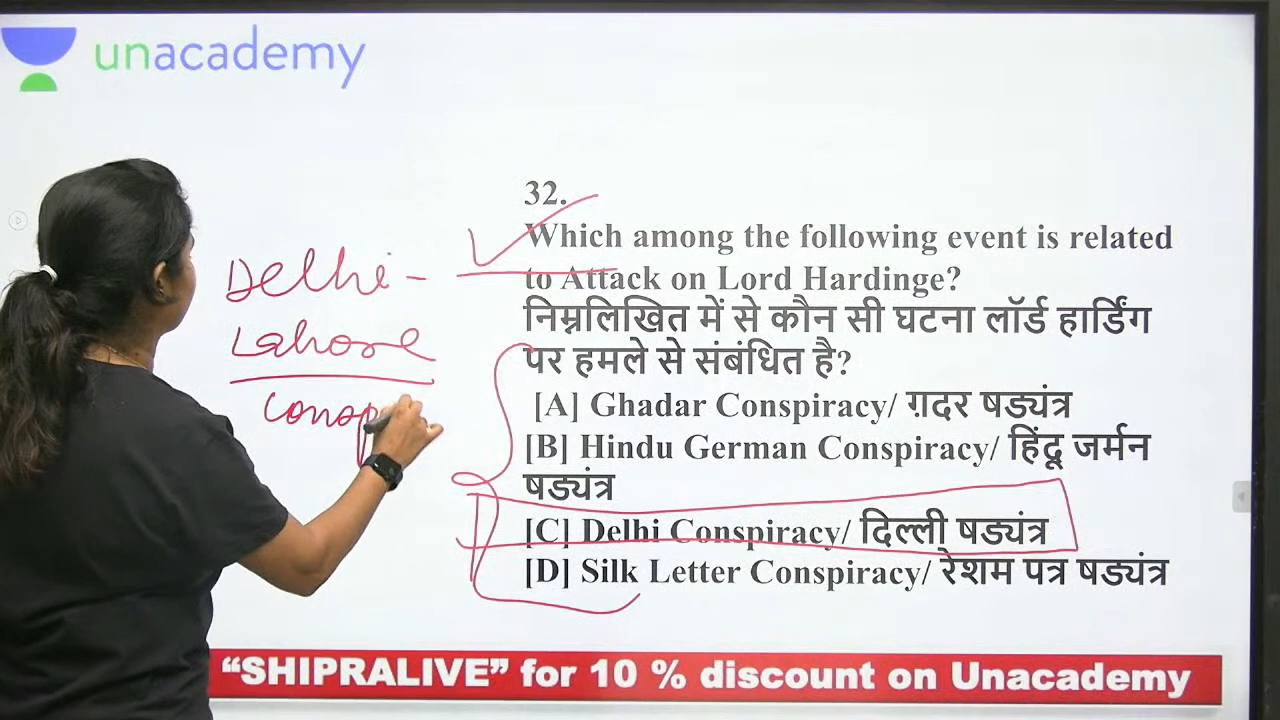 unacademy
32.
Which among the following event is related
to Attack on Lord Hardinge?
निम्नलिखित में से कौन सी घटना लॉर्ड हार्डिंग
पर हमले से संबंधित है?
[A] Ghadar Conspiracy/ ग़दर षड्यंत्र
[B] Hindu German Conspiracy/ हिंदू जर्मन
षड्यंत्र
[C] Delhi Conspiracy/ दिल्ली षड्यंत्र
[D] Silk Letter Conspiracy/ रेशम पत्र षड्यंत्र
Delhi -
Lahore
Consp
“SHIPRALIVE” for 10 % discount on Unacademy